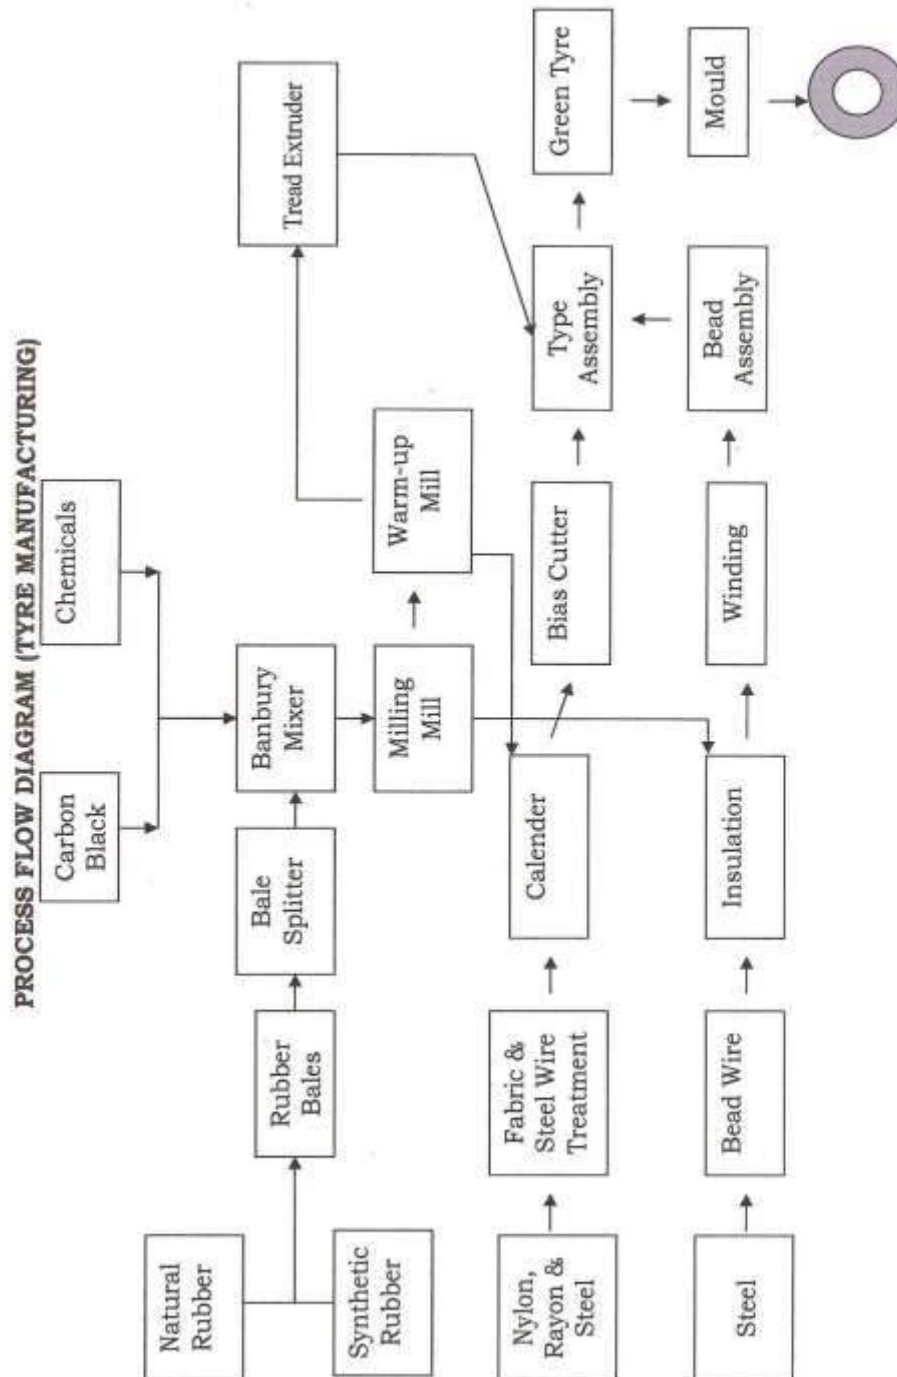 PROCESS FLOW DIAGRAM (TYRE MANUFACTURING)
Carbon
Black
Chemicals
Natural
Rubber
Synthetic
Rubber
Rubber
Bales
Bale
Splitter
Banbury
Mixer
Tread Extruder
Milling
Mill
Warm-up
Mill
Nylon,
Rayon &
Steel
Fabric &
Steel Wire
Treatment
Calender
Bias Cutter
Type
Assembly
Green Tyre
Steel
Bead Wire
Insulation
Winding
Bead
Assembly
Mould